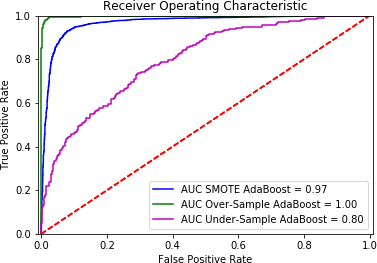 Receiver Operating Characteristic
True Positive Rate
1.0
0.8
0.6
0.4
0.2
0.0
AUC SMOTE AdaBoost = 0.97
AUC Over-Sample AdaBoost = 1.00
AUC Under-Sample AdaBoost = 0.80
0.0 0.2 0.4 0.6 0.8 1.0
False Positive Rate